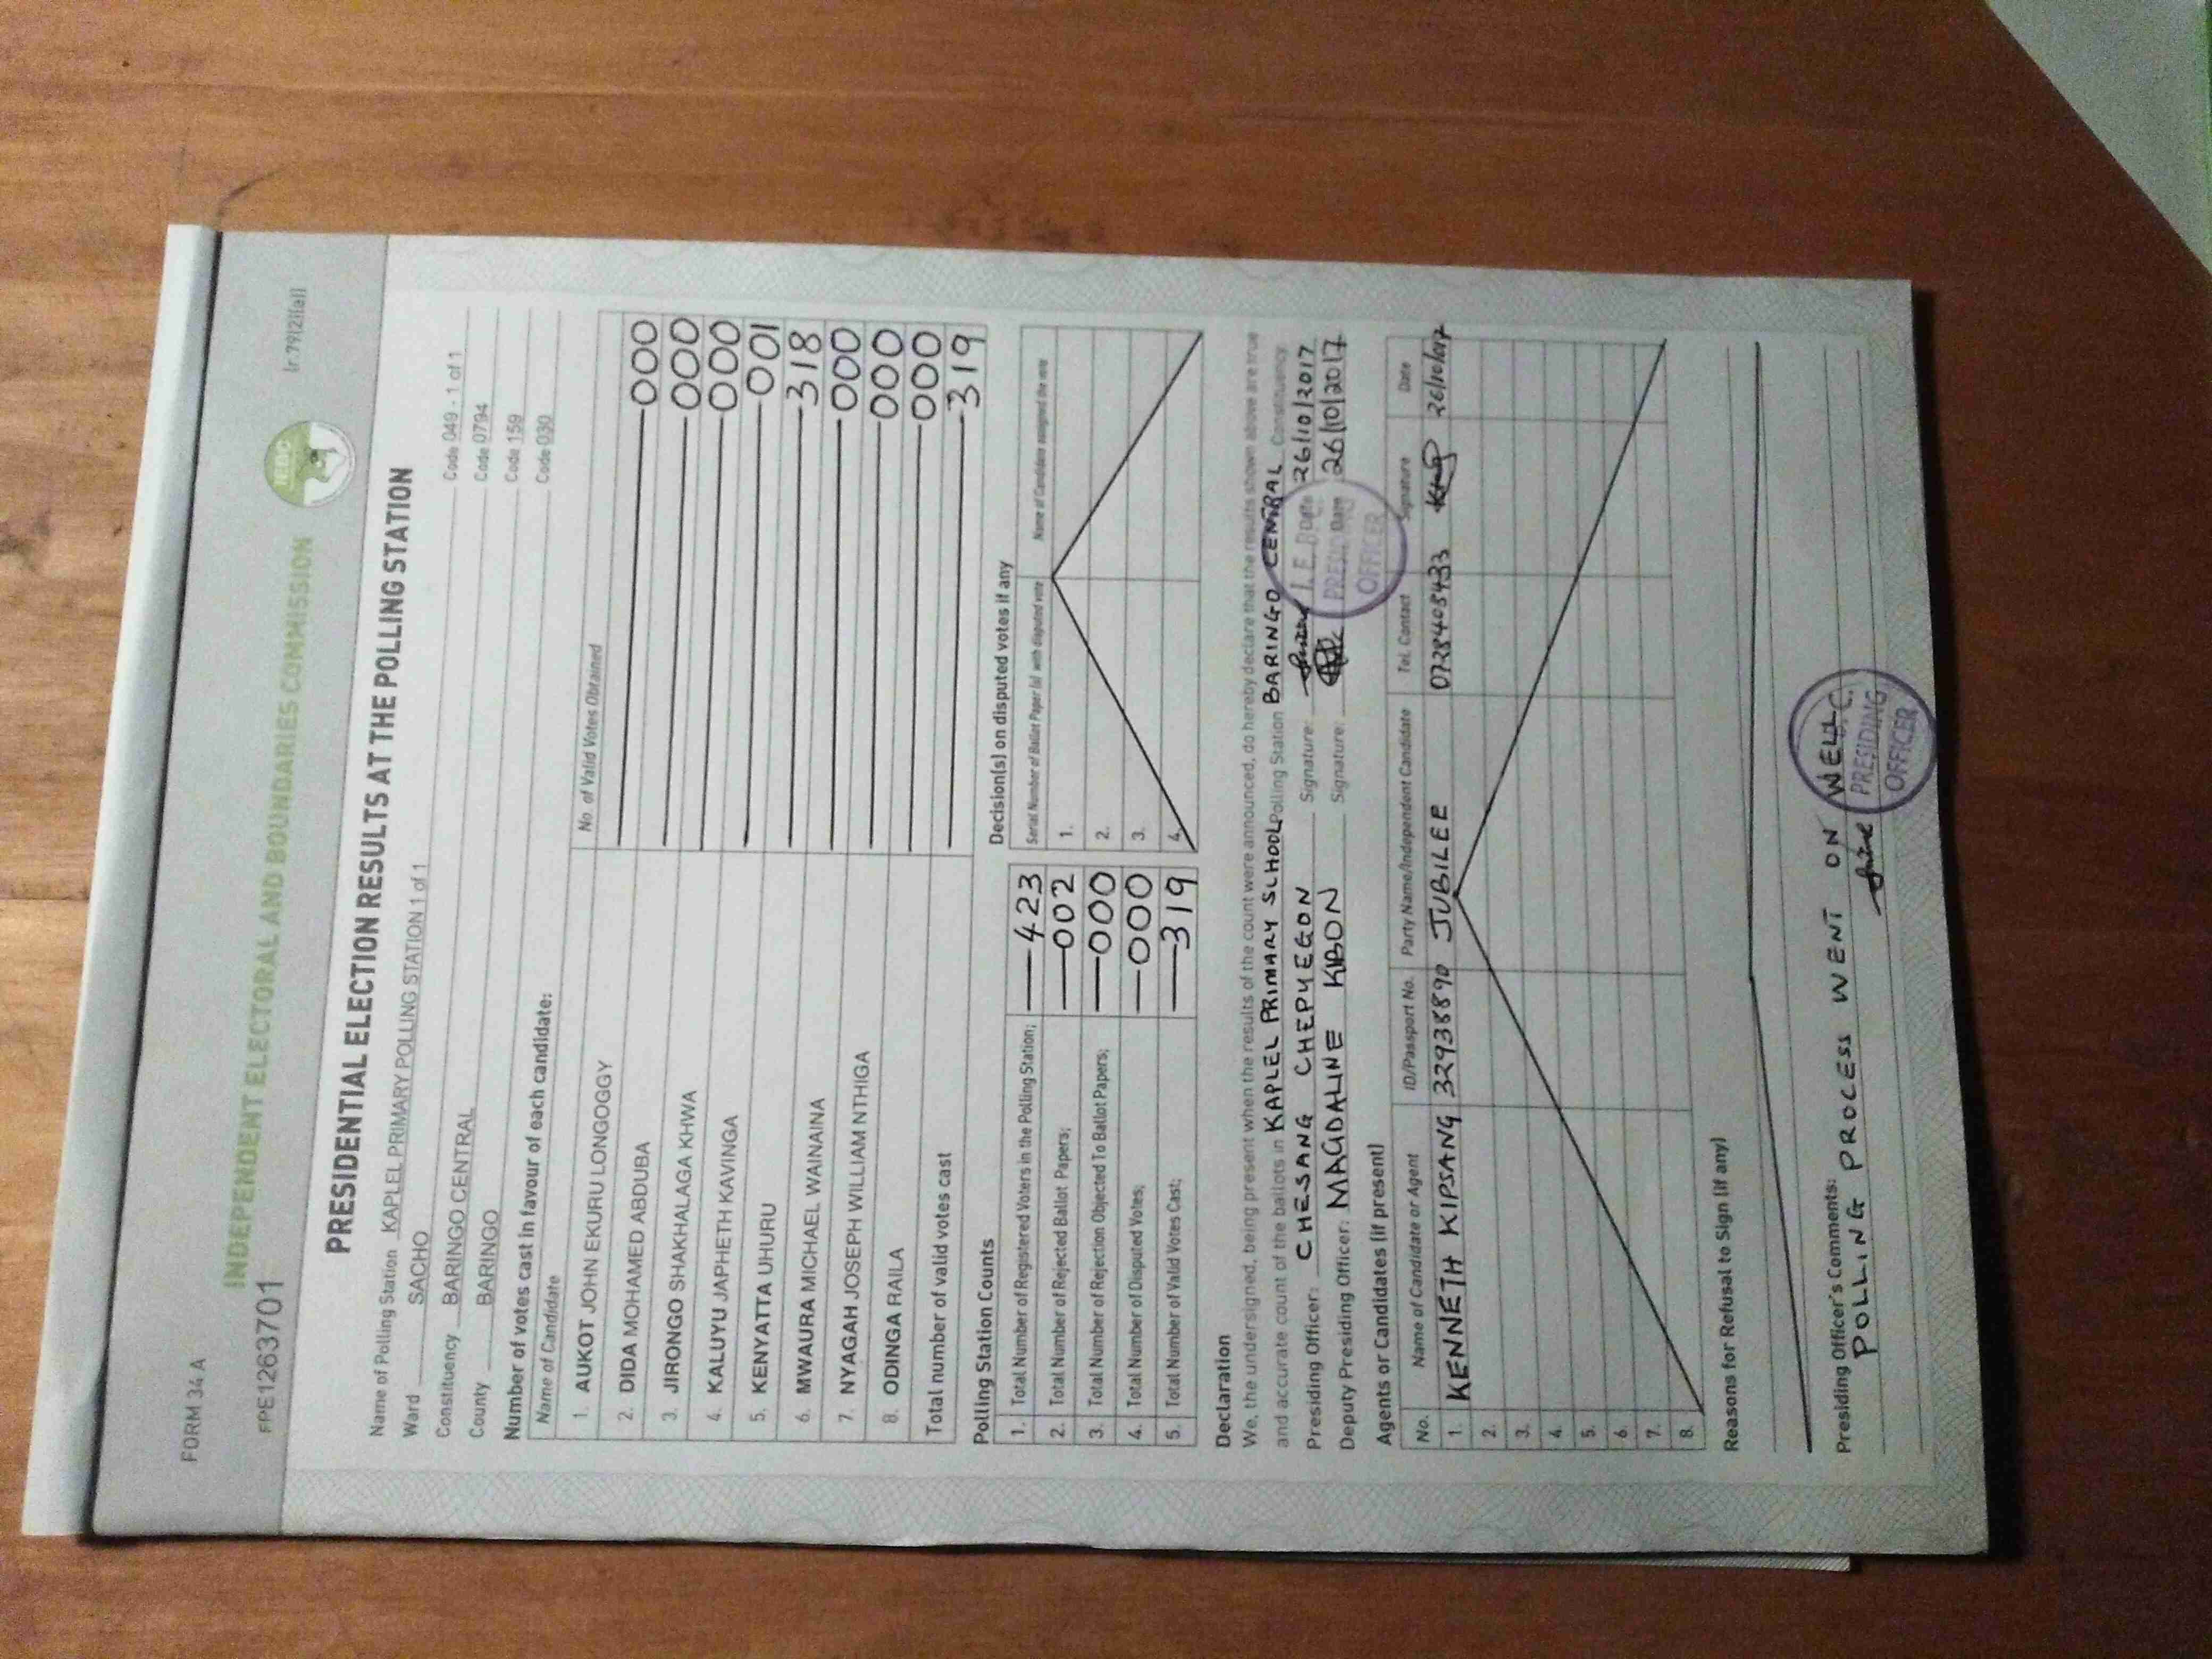 FORM 34A
[r.79(2)(a)]
FPE1263701
IEBC
INDEPENDENT ELECTORAL AND BOUNDARIES COMMISSION
PRESIDENTIAL ELECTION RESULTS AT THE POLLING STATION
Name of Polling Station KAPLEL PRIMARY POLLING STATION 1 of 1 Code 049 - 1 of 1
Ward SACHO Code 0794
Constituency BARINGO CENTRAL Code 159
County BARINGO Code 030
Number of votes cast in favour of each candidate:
Name of Candidate No of Valid Votes Obtained
1. AUKOT JOHN EKURU LONGOGGY 000
2. DIDA MOHAMED ABDUBA 000
3. JIRONGO SHAKHALAGA KHWA 000
4. KALUYU JAPHETH KAVINGA 001
5. KENYATTA UHURU 318
6. MWAURA MICHAEL WAINAINA 000
7. NYAGAH JOSEPH WILLIAM NTHIGA 000
8. ODINGA RAILA 000
Total number of valid votes cast 319
Polling Station Counts
1. Total Number of Registered Voters in the Polling Station; 423
2. Total Number of Rejected Ballot Papers; 002
3. Total Number of Rejection Objected To Ballot Papers; 000
4. Total Number of Disputed Votes; 000
5. Total Number of Valid Votes Cast; 319
Decision(s) on disputed votes if any
Serial Number of Ballot Paper (s) with disputed vote Name of Candidate assigned the vote
1.
2.
3.
4.
Declaration
We, the undersigned, being present when the results of the count were announced, do hereby declare that the results shown above are true
and accurate count of the ballots in KAPLEL PRIMARY SCHOOL Polling Station BARINGO CENTRAL Constituency
Presiding Officer: CHESANG CHEPYEGON Signature: Date 26/10/2017
Deputy Presiding Officer: MAGDALINE KIBON Signature: Date 26/10/2017
I.E.B.C.
PRESIDING
OFFICER
Agents or Candidates (if present)
No. Name of Candidate or Agent ID/Passport No. Party Name/Independent Candidate Tel. Contact Signature Date
1. KENNETH KIPSANG 32938890 JUBILEE 0728405433 26/10/017
2.
3.
4.
5.
6.
7.
8.
Reasons for Refusal to Sign (if any)
Presiding Officer's Comments:
POLLING PROCESS WENT ON WELL
PRESIDING
OFFICER